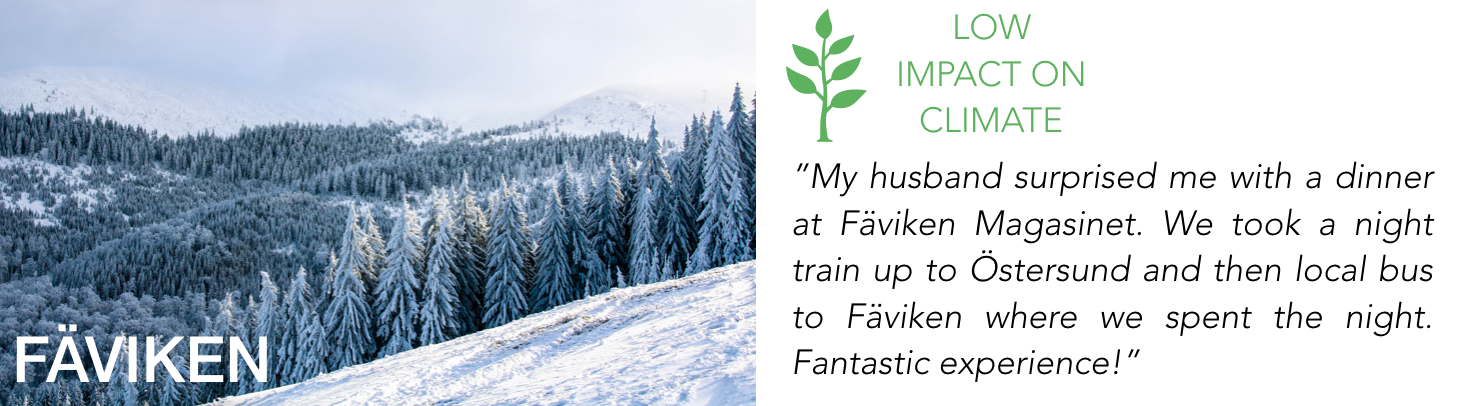 FÄVIKEN
LOW
IMPACT ON
CLIMATE
”My husband surprised me with a dinner
at Fäviken Magasinet. We took a night
train up to Östersund and then local bus
to Fäviken where we spent the night.
Fantastic experience!”